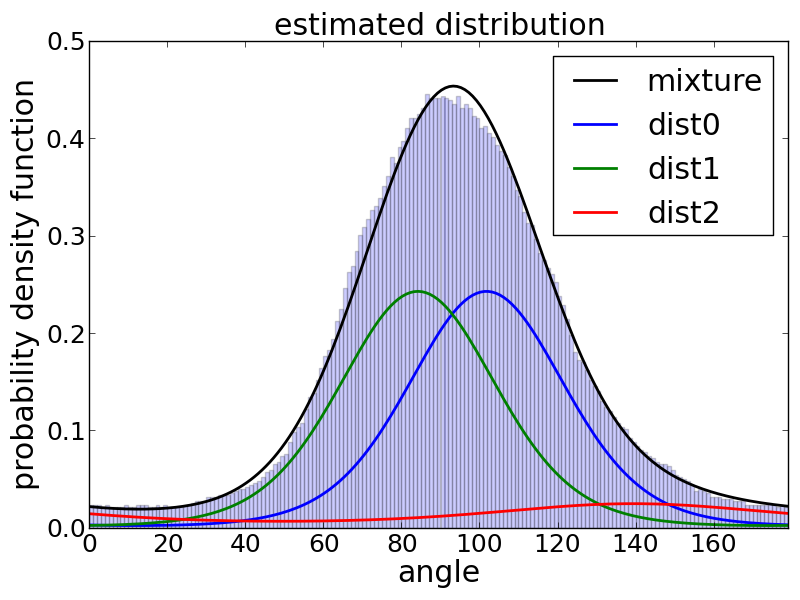 estimated distribution
0.5
0.4
0.3
0.2
0.1
0.0
probability density function
mixture
dist0
dist1
dist2
0 20 40 60 80 100 120 140 160
angle